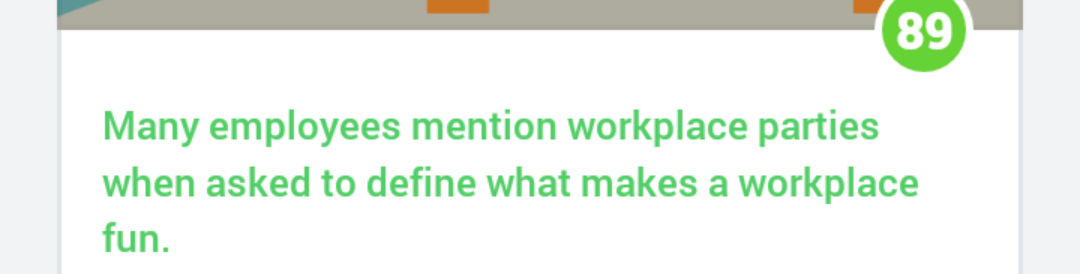 89
Many employees mention workplace parties
when asked to define what makes a workplace
fun.